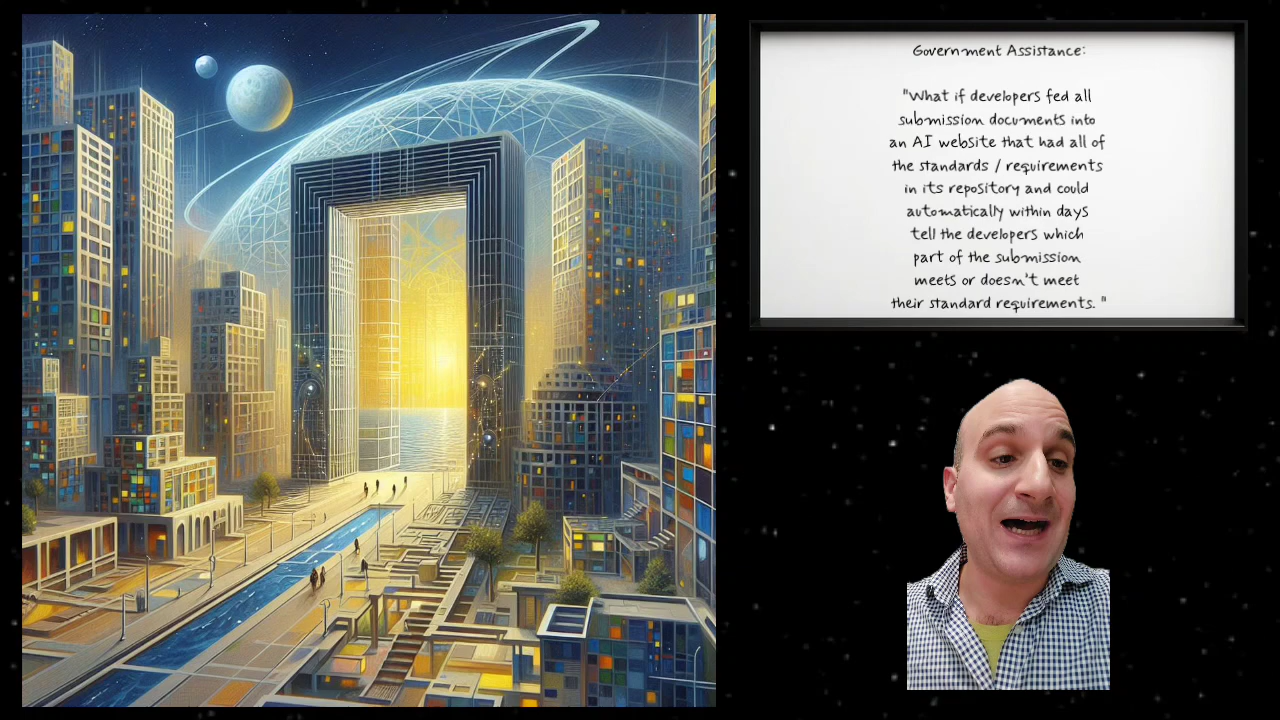 Government Assistance:
"What if developers fed all
submission documents into
an AI website that had all of
the standards / requirements
in its repository and could
automatically within days
tell the developers which
part of the submission
meets or doesn't meet
their standard requirements. "